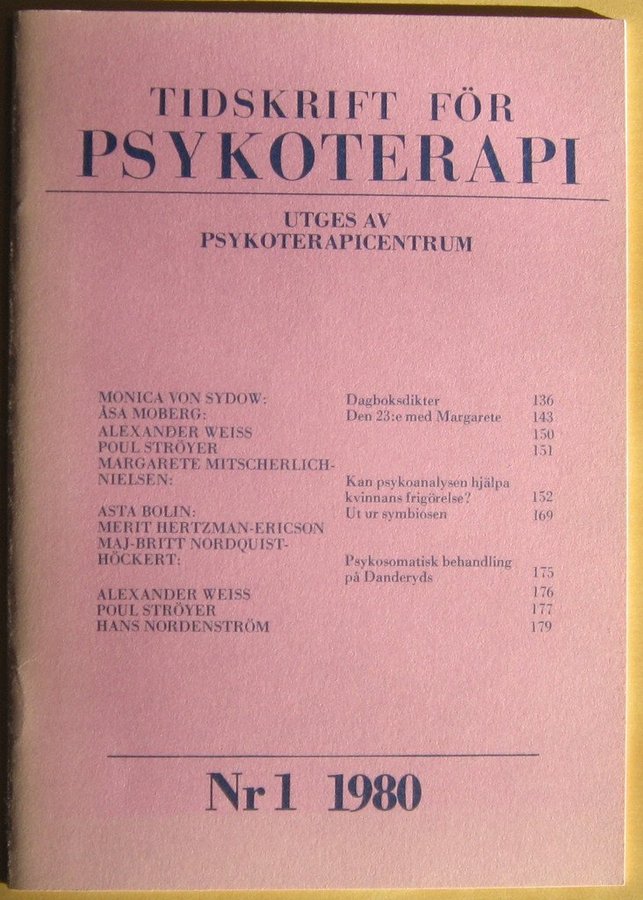 TIDSKRIFT FÖR
PSYKOTERAPI
UTGES AV
PSYKOTERAPICENTRUM
MONICA VON SYDOW: Dagboksdikter 136
ÅSA MOBERG: Den 23:e med Margarete 143
ALEXANDER WEISS 150
POUL STRÖYER 151
MARGARETE MITSCHERLICH-
NIELSEN: Kan psykoanalysen hjälpa
kvinnans frigörelse? 152
ASTA BOLIN: Ut ur symbiosen 169
MERIT HERTZMAN-ERICSON
MAJ-BRITT NORDQUIST-
HÖCKERT: Psykosomatisk behandling
på Danderyds 175
ALEXANDER WEISS 176
POUL STRÖYER 177
HANS NORDENSTRÖM 179
Nr 1 1980